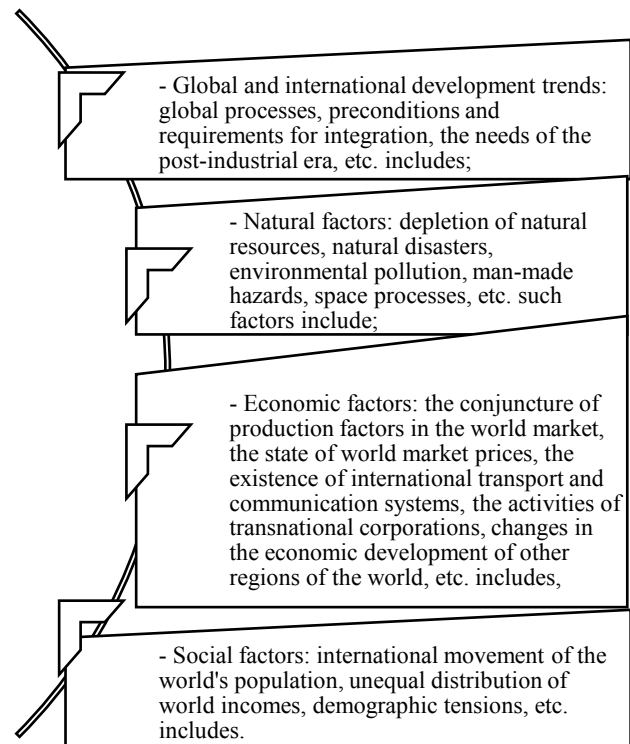 - Global and international development trends:
global processes, preconditions and
requirements for integration, the needs of the
post-industrial era, etc. includes;
- Natural factors: depletion of natural
resources, natural disasters,
environmental pollution, man-made
hazards, space processes, etc. such
factors include;
- Economic factors: the conjuncture of
production factors in the world market,
the state of world market prices, the
existence of international transport and
communication systems, the activities of
transnational corporations, changes in
the economic development of other
regions of the world, etc. includes,
- Social factors: international movement of the
world's population, unequal distribution of
world incomes, demographic tensions, etc.
includes.